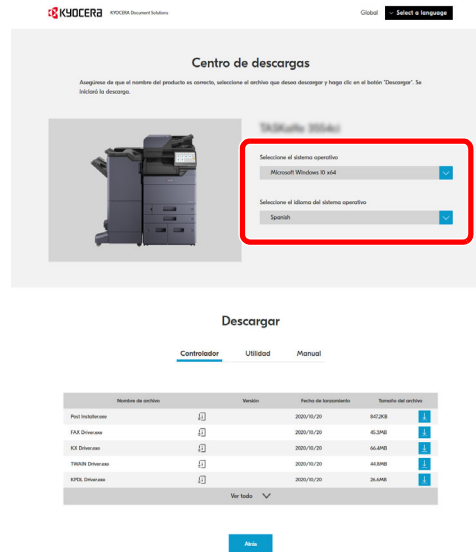 KYOCERA
KYOCERA Document Solutions
Global
Select a language
Centro de descargas
Asegúrese de que el nombre del producto es correcto, seleccione el archivo que desea descargar y haga clic en el botón "Descargar". Se
iniciará la descarga.
Seleccione el sistema operativo
Microsoft Windows 10 x64
Seleccione el idioma del sistema operativo
Spanish
Descargar
Controlador Utilidad Manual
Nombre de archivo Versión Fecha de lanzamiento Tamaño del archivo
Post Installer.exe 2020/10/20 847.2KB
FAX Driver.exe 2020/10/20 45.3MB
KX Driver.exe 2020/10/20 66.4MB
TWAIN Driver.exe 2020/10/20 44.8MB
KPDL Driver.exe 2020/10/20 26.6MB
Ver todo
Atrás